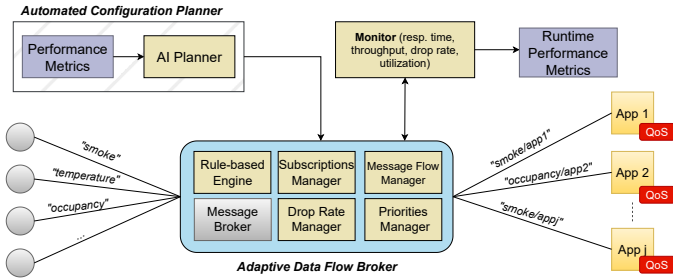 Automated Configuration Planner
Performance
Metrics
AI Planner
Monitor (resp. time,
throughput, drop rate,
utilization)
Runtime
Performance
Metrics
"smoke"
"temperature"
"occupancy"
...
Rule-based
Engine
Subscriptions
Manager
Message Flow
Manager
Message
Broker
Drop Rate
Manager
Priorities
Manager
Adaptive Data Flow Broker
"smoke/app1"
"occupancy/app2"
"smoke/appj"
App 1
QoS
App 2
QoS
App j
QoS